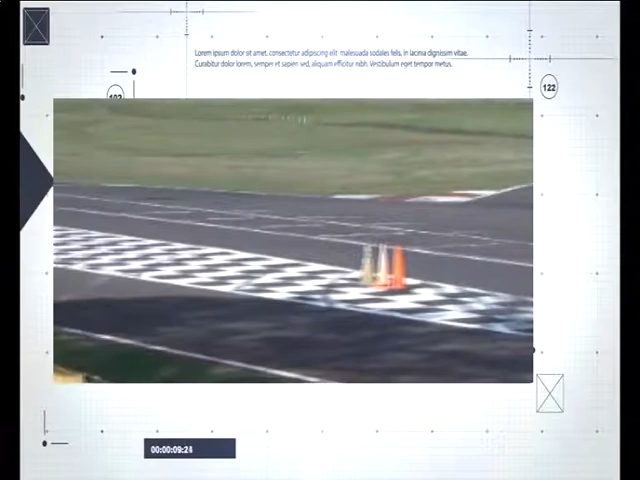 Lorem ipsum dolor sit amet, consectetur adipiscing elit malesuada sodales felis, in lacinia dignissim vitae.
Curabitur dolor lorem, semper et sapien sed, aliquam efficitur nibh. Vestibulum eget tempor metus.
122
00:00:09:28